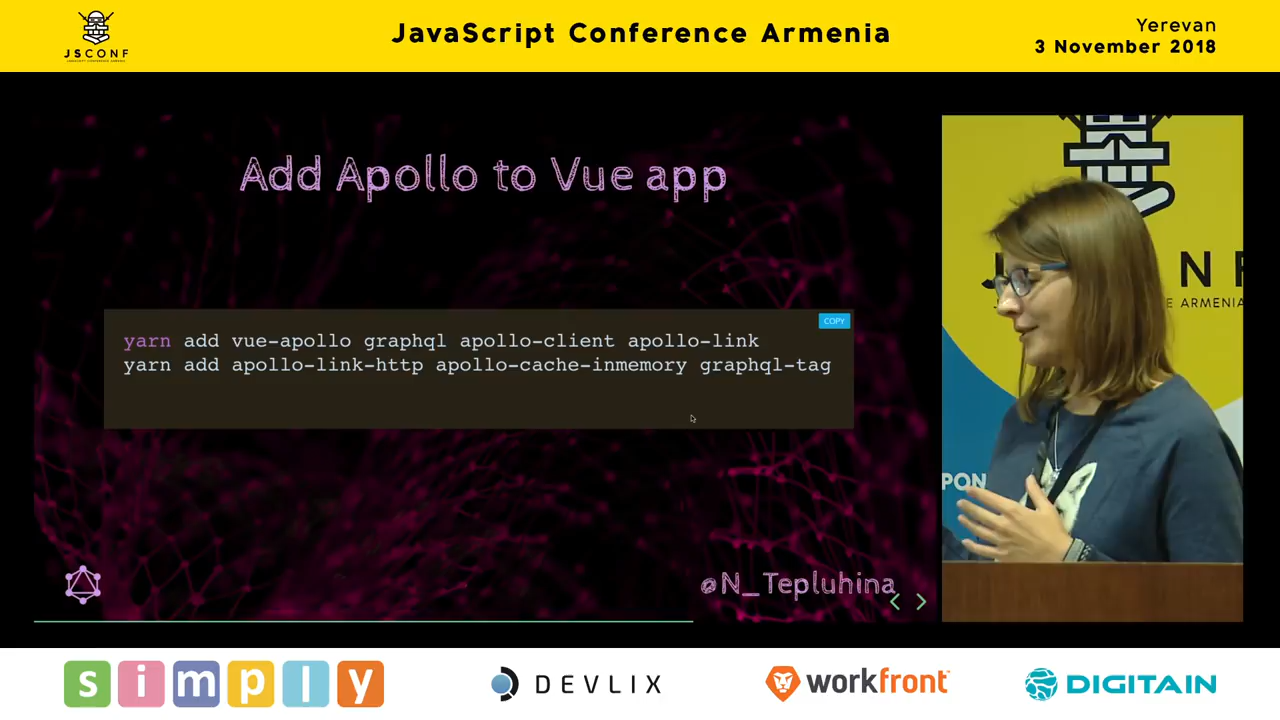 JSCONF
JavaScript Conference Armenia
Yerevan
3 November 2018
Add Apollo to Vue app
COPY
yarn add vue-apollo graphql apollo-client apollo-link
yarn add apollo-link-http apollo-cache-inmemory graphql-tag
@N_Tepluhina
< >
J NF
E ARMENIA
PON
simply
DEVLIX
workfront
DIGITAIN